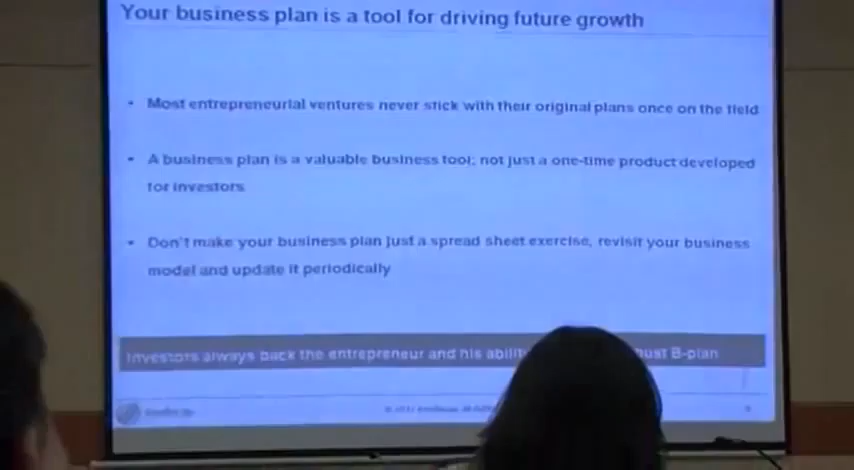 Your business plan is a tool for driving future growth
• Most entrepreneurial ventures never stick with their original plans once on the field
• A business plan is a valuable business tool; not just a one-time product developed
for investors
• Don't make your business plan just a spread sheet exercise, revisit your business
model and update it periodically
Investors always back the entrepreneur and his B-plan